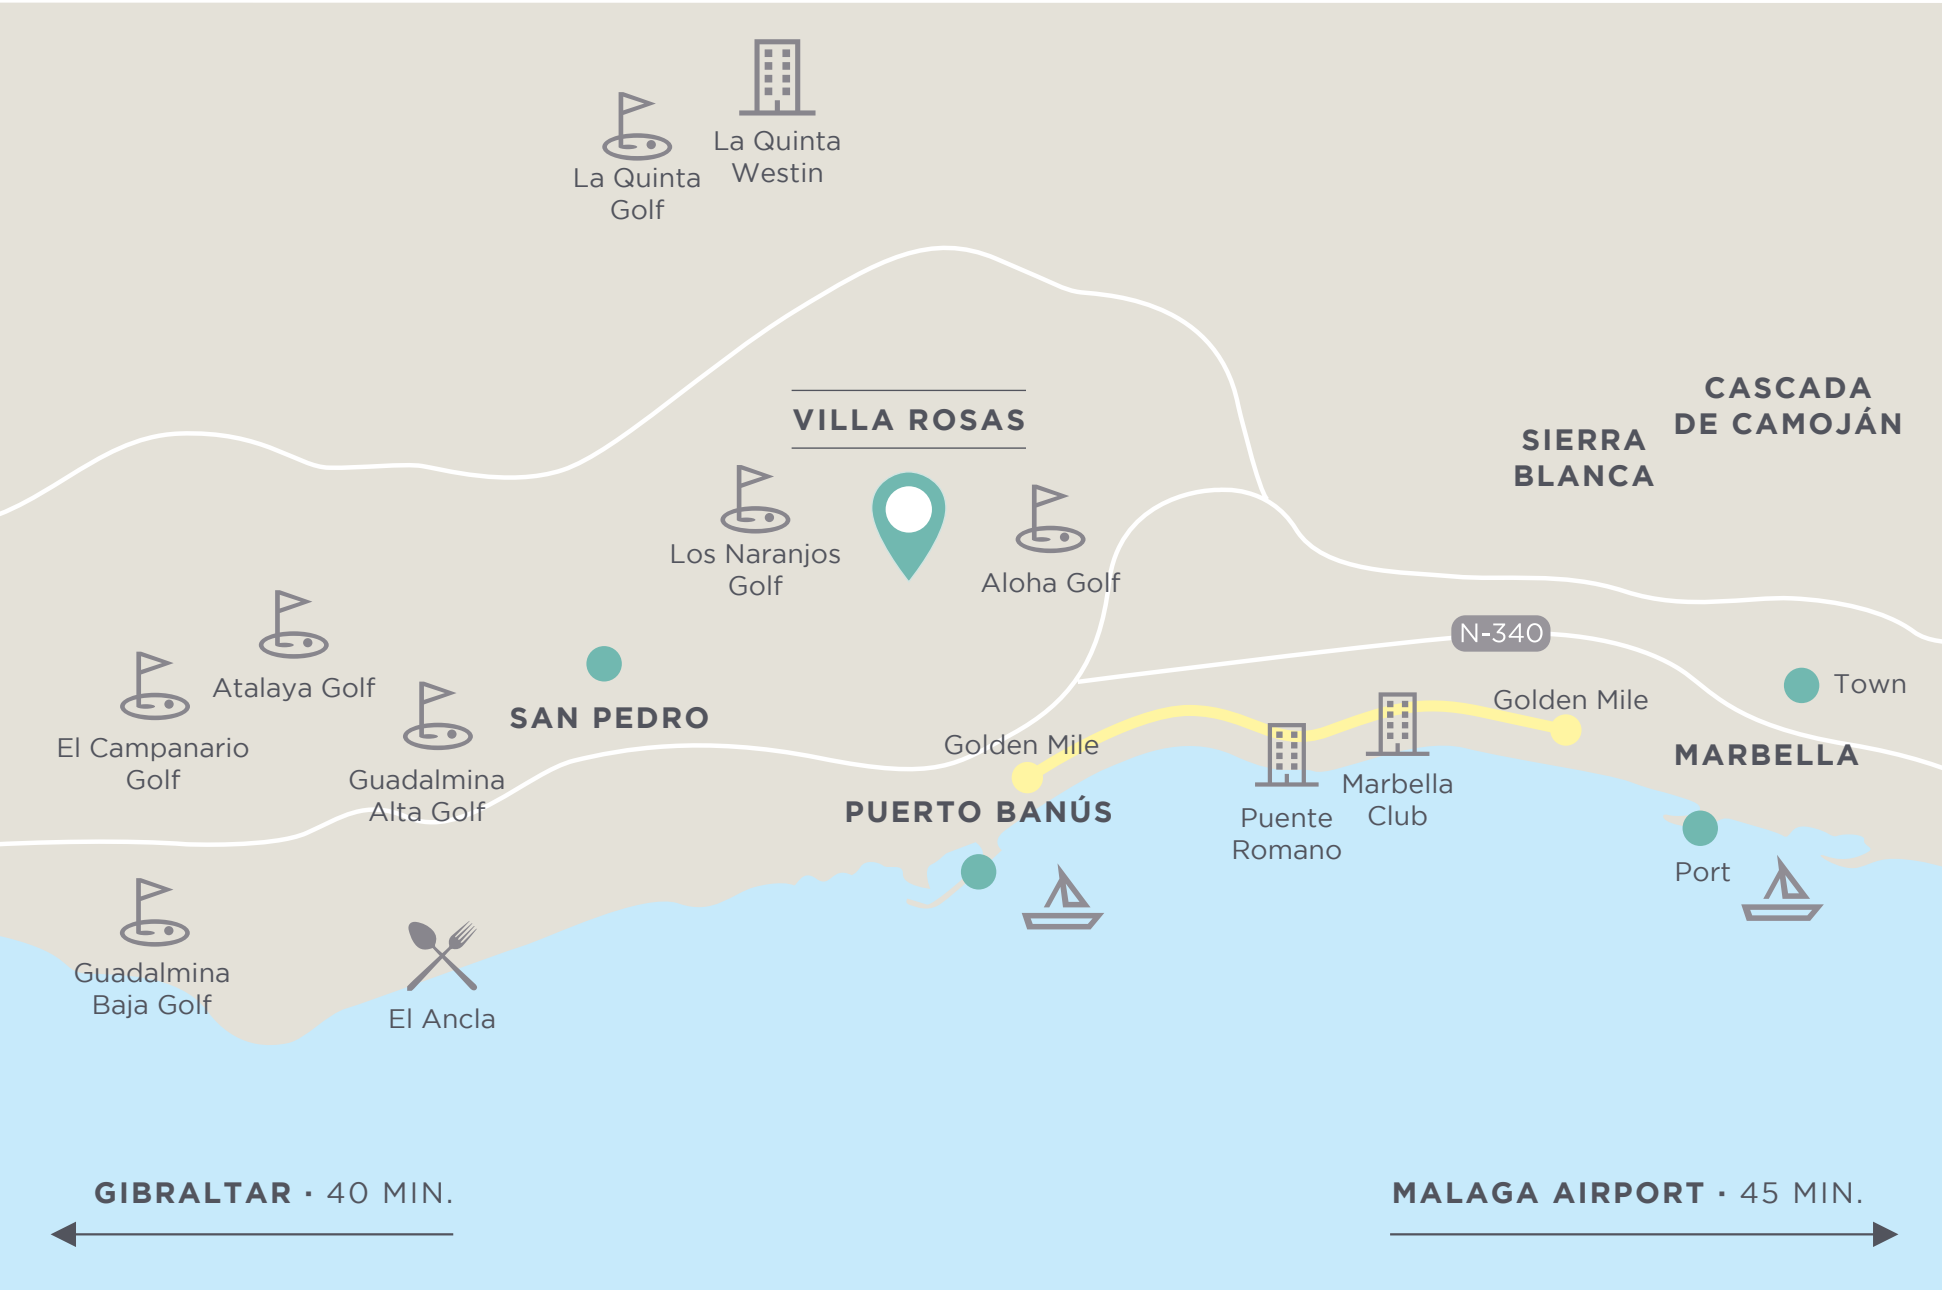 La Quinta
Westin
La Quinta
Golf
VILLA ROSAS
CASCADA
DE CAMOJÁN
SIERRA
BLANCA
Los Naranjos
Golf
Aloha Golf
N-340
Atalaya Golf
SAN PEDRO
Town
El Campanario
Golf
Guadalmina
Alta Golf
Golden Mile
Golden Mile
MARBELLA
PUERTO BANÚS
Puente
Romano
Marbella
Club
Port
Guadalmina
Baja Golf
El Ancla
GIBRALTAR · 40 MIN.
MALAGA AIRPORT · 45 MIN.